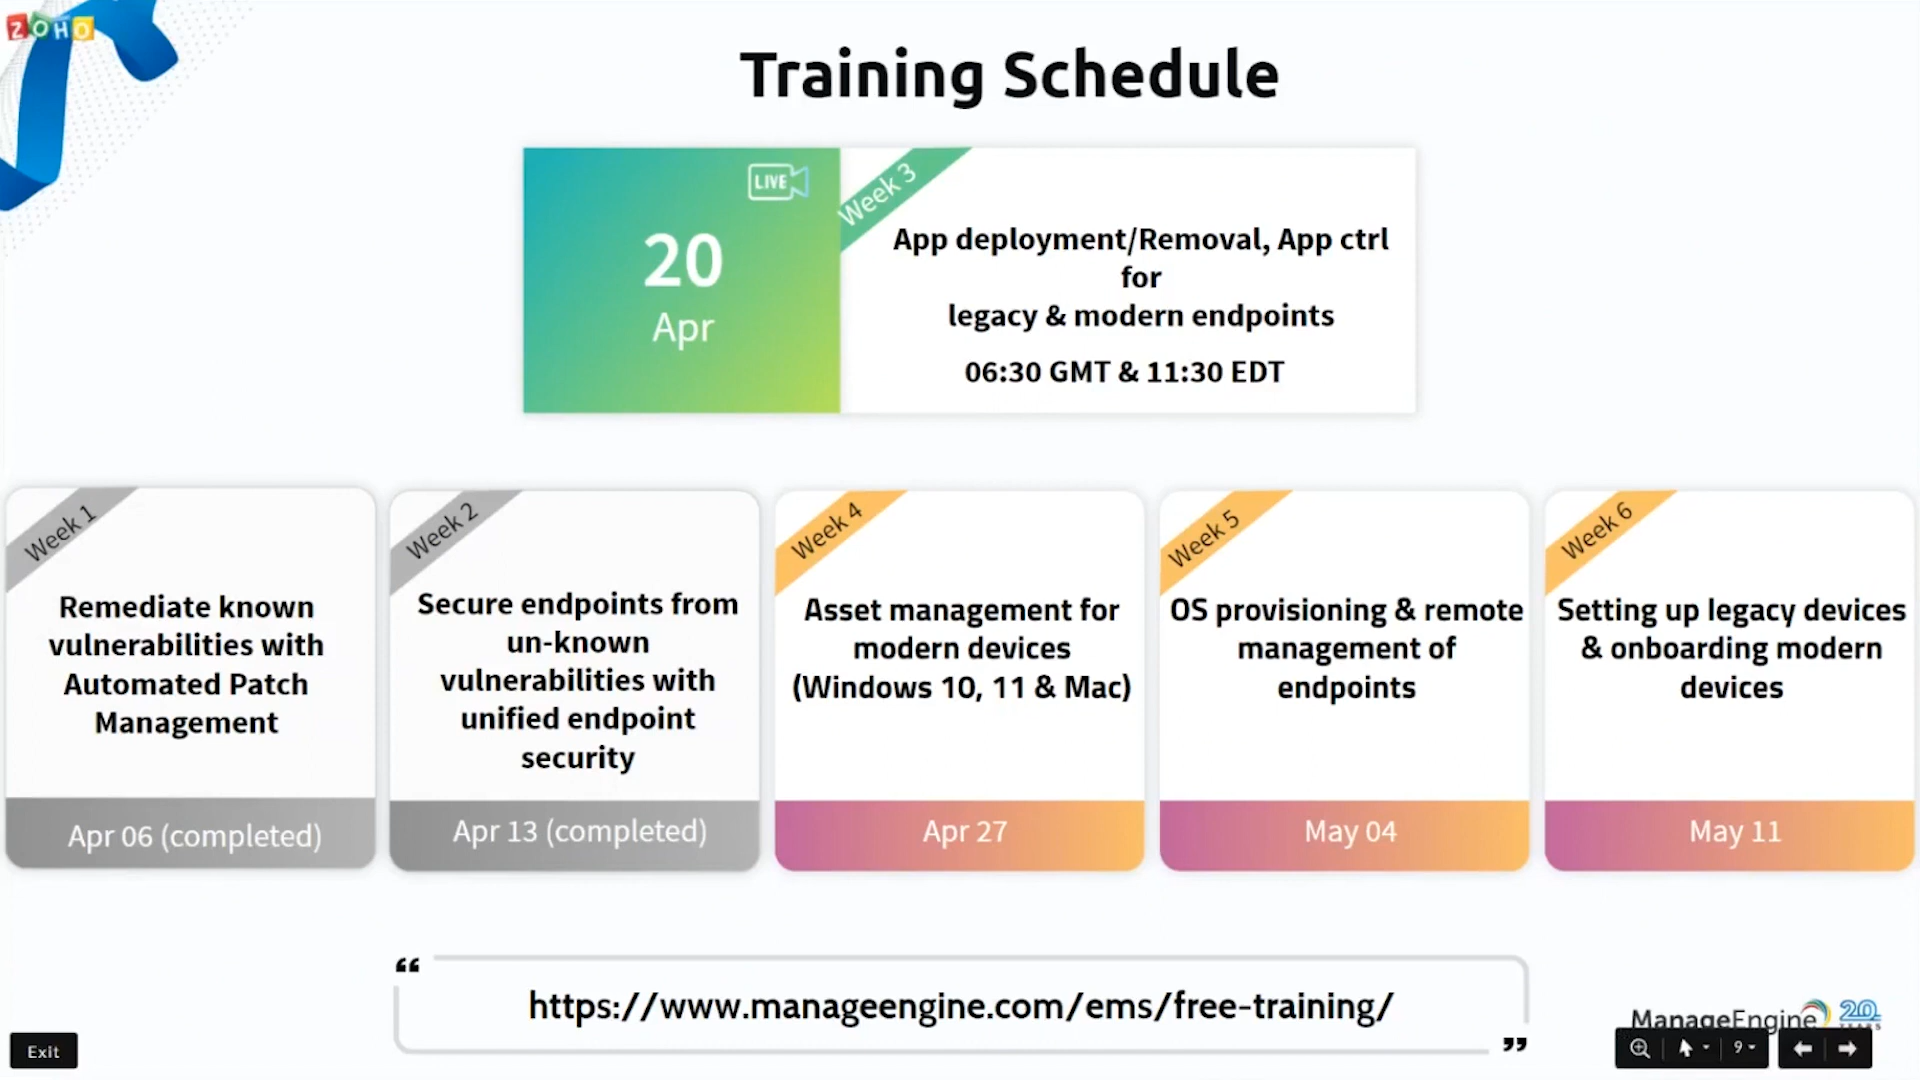 ZOHO
Training Schedule
LIVE
20
Apr
Week 3
App deployment/Removal, App ctrl
for
legacy & modern endpoints
06:30 GMT & 11:30 EDT
Week 1
Remediate known
vulnerabilities with
Automated Patch
Management
Apr 06 (completed)
Week 2
Secure endpoints from
un-known
vulnerabilities with
unified endpoint
security
Apr 13 (completed)
Week 4
Asset management for
modern devices
(Windows 10, 11 & Mac)
Apr 27
Week 5
OS provisioning & remote
management of
endpoints
May 04
Week 6
Setting up legacy devices
& onboarding modern
devices
May 11
“
https://www.manageengine.com/ems/free-training/
”
ManageEngine
20
YEARS
Exit
9